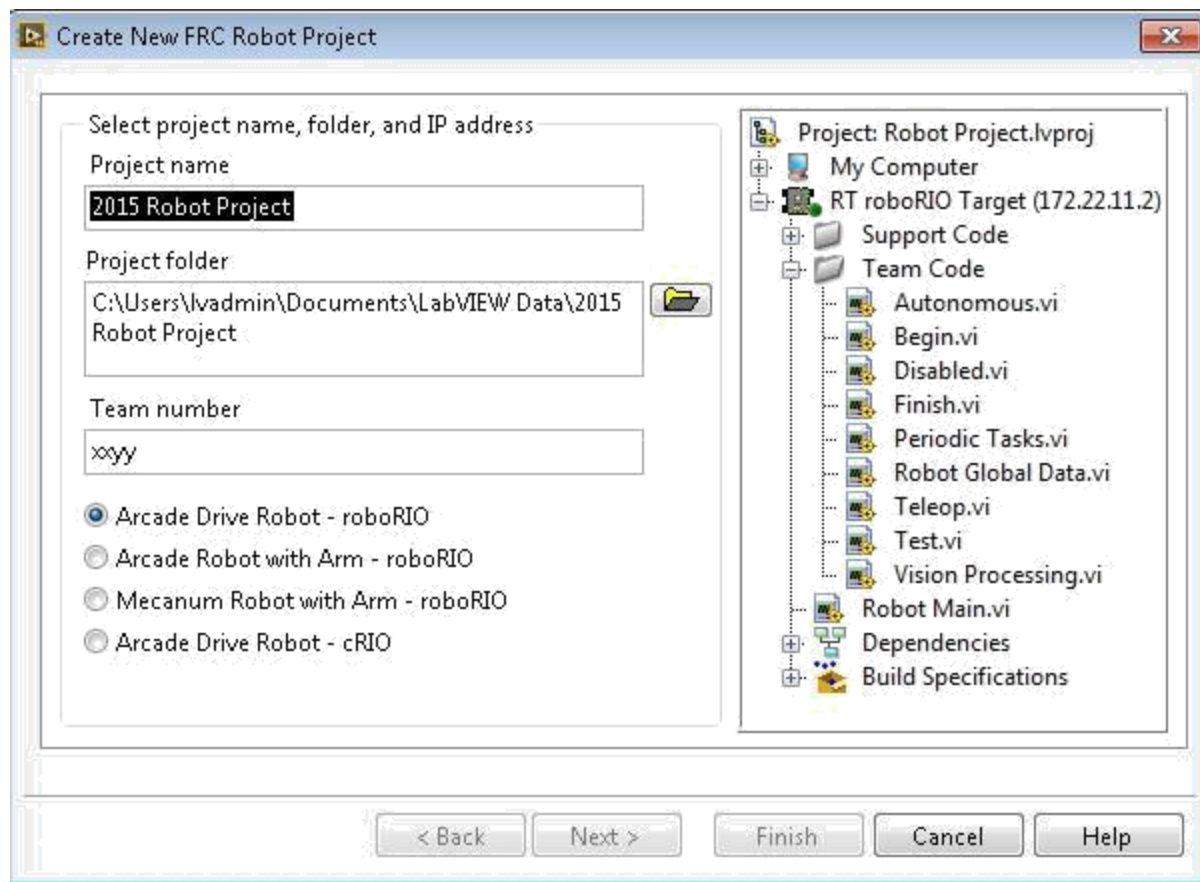 Create New FRC Robot Project
Select project name, folder, and IP address
Project name
2015 Robot Project
Project folder
C:\Users\lvadmin\Documents\LabVIEW Data\2015
Robot Project
Team number
xxyy
Arcade Drive Robot - roboRIO
Arcade Robot with Arm - roboRIO
Mecanum Robot with Arm - roboRIO
Arcade Drive Robot - cRIO
Project: Robot Project.lvproj
My Computer
RT roboRIO Target (172.22.11.2)
Support Code
Team Code
Autonomous.vi
Begin.vi
Disabled.vi
Finish.vi
Periodic Tasks.vi
Robot Global Data.vi
Teleop.vi
Test.vi
Vision Processing.vi
Robot Main.vi
Dependencies
Build Specifications
< Back
Next >
Finish
Cancel
Help